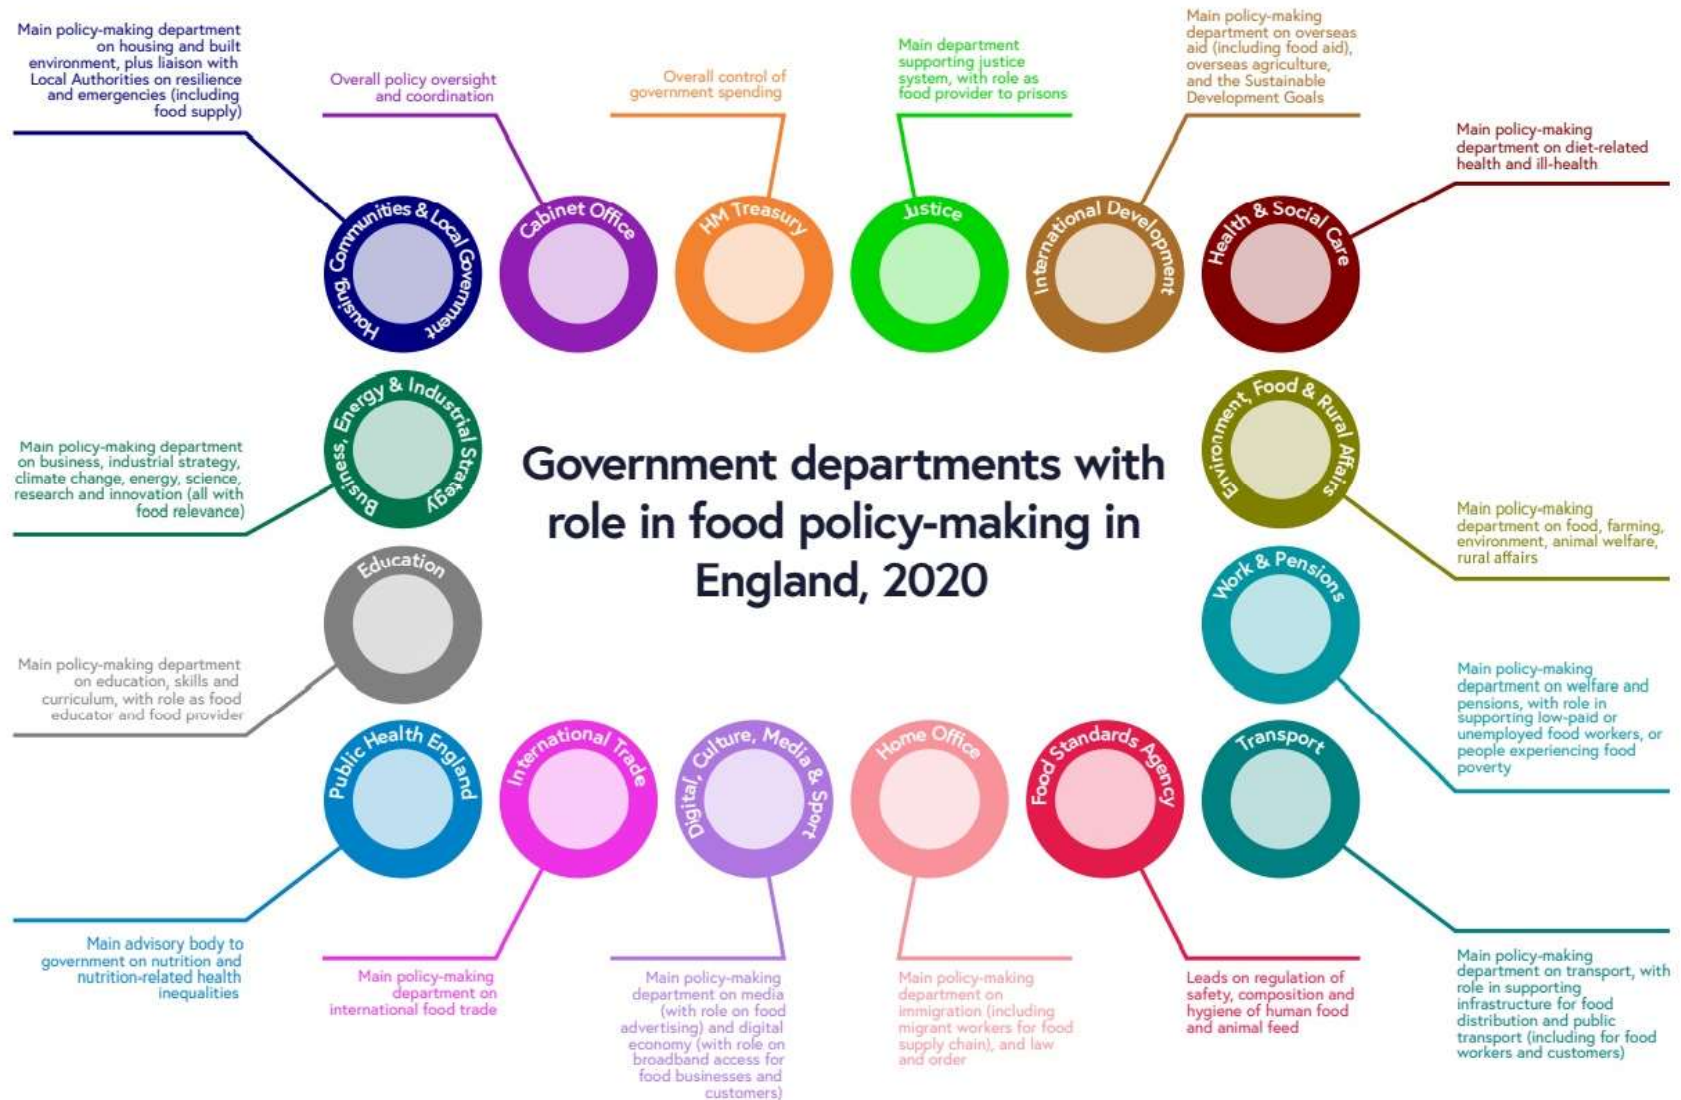 Main policy-making department
on housing and built
environment, plus liaison with
Local Authorities on resilience
and emergencies (including
food supply)
Overall policy oversight
and coordination
Overall control of
government spending
Main department
supporting justice
system, with role as
food provider to prisons
Main policy-making
department on overseas
aid (including food aid),
overseas agriculture,
and the Sustainable
Development Goals
Main policy-making
department on diet-related
health and ill-health
Housing, Communities & Local Government
Cabinet Office
HM Treasury
Justice
International Development
Health & Social Care
Business, Energy & Industrial Strategy
Environment, Food & Rural Affairs
Main policy-making department
on business, industrial strategy,
climate change, energy, science,
research and innovation (all with
food relevance)
Government departments with
role in food policy-making in
England, 2020
Main policy-making
department on food, farming,
environment, animal welfare,
rural affairs
Education
Work & Pensions
Main policy-making department
on education, skills and
curriculum, with role as food
educator and food provider
Main policy-making
department on welfare and
pensions, with role in
supporting low-paid or
unemployed food workers, or
people experiencing food
poverty
Public Health England
International Trade
Digital, Culture, Media & Sport
Home Office
Food Standards Agency
Transport
Main advisory body to
government on nutrition and
nutrition-related health
inequalities
Main policy-making
department on
international food trade
Main policy-making
department on media
(with role on food
advertising) and digital
economy (with role on
broadband access for
food businesses and
customers)
Main policy-making
department on
immigration (including
migrant workers for food
supply chain), and law
and order
Leads on regulation of
safety, composition and
hygiene of human food
and animal feed
Main policy-making
department on transport, with
role in supporting
infrastructure for food
distribution and public
transport (including for food
workers and customers)